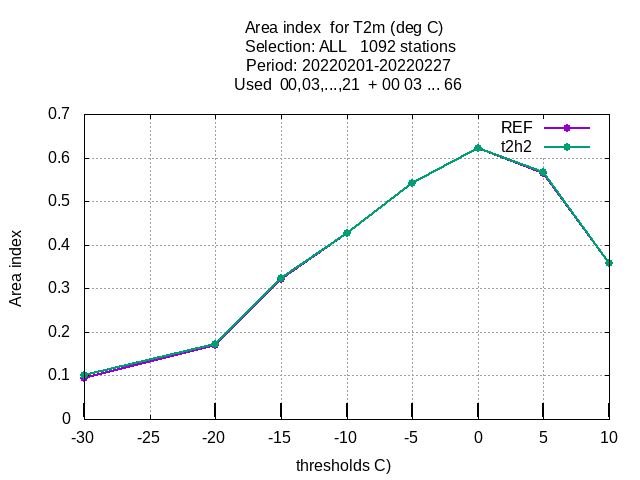 Area index  for T2m (deg C)
Selection: ALL   1092 stations
Period: 20220201-20220227
Used  00,03,...,21  + 00 03 ... 66
REF
t2h2
Area index
0.7
0.6
0.5
0.4
0.3
0.2
0.1
0
-30 -25 -20 -15 -10 -5 0 5 10
thresholds C)